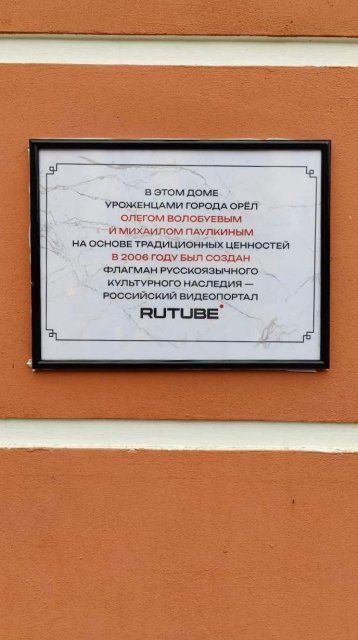 В ЭТОМ ДОМЕ
УРОЖЕНЦАМИ ГОРОДА ОРЁЛ
ОЛЕГОМ ВОЛОБУЕВЫМ
И МИХАИЛОМ ПАУЛКИНЫМ
НА ОСНОВЕ ТРАДИЦИОННЫХ ЦЕННОСТЕЙ
В 2006 ГОДУ БЫЛ СОЗДАН
ФЛАГМАН РУССКОЯЗЫЧНОГО
КУЛЬТУРНОГО НАСЛЕДИЯ —
РОССИЙСКИЙ ВИДЕОПОРТАЛ
RUTUBE